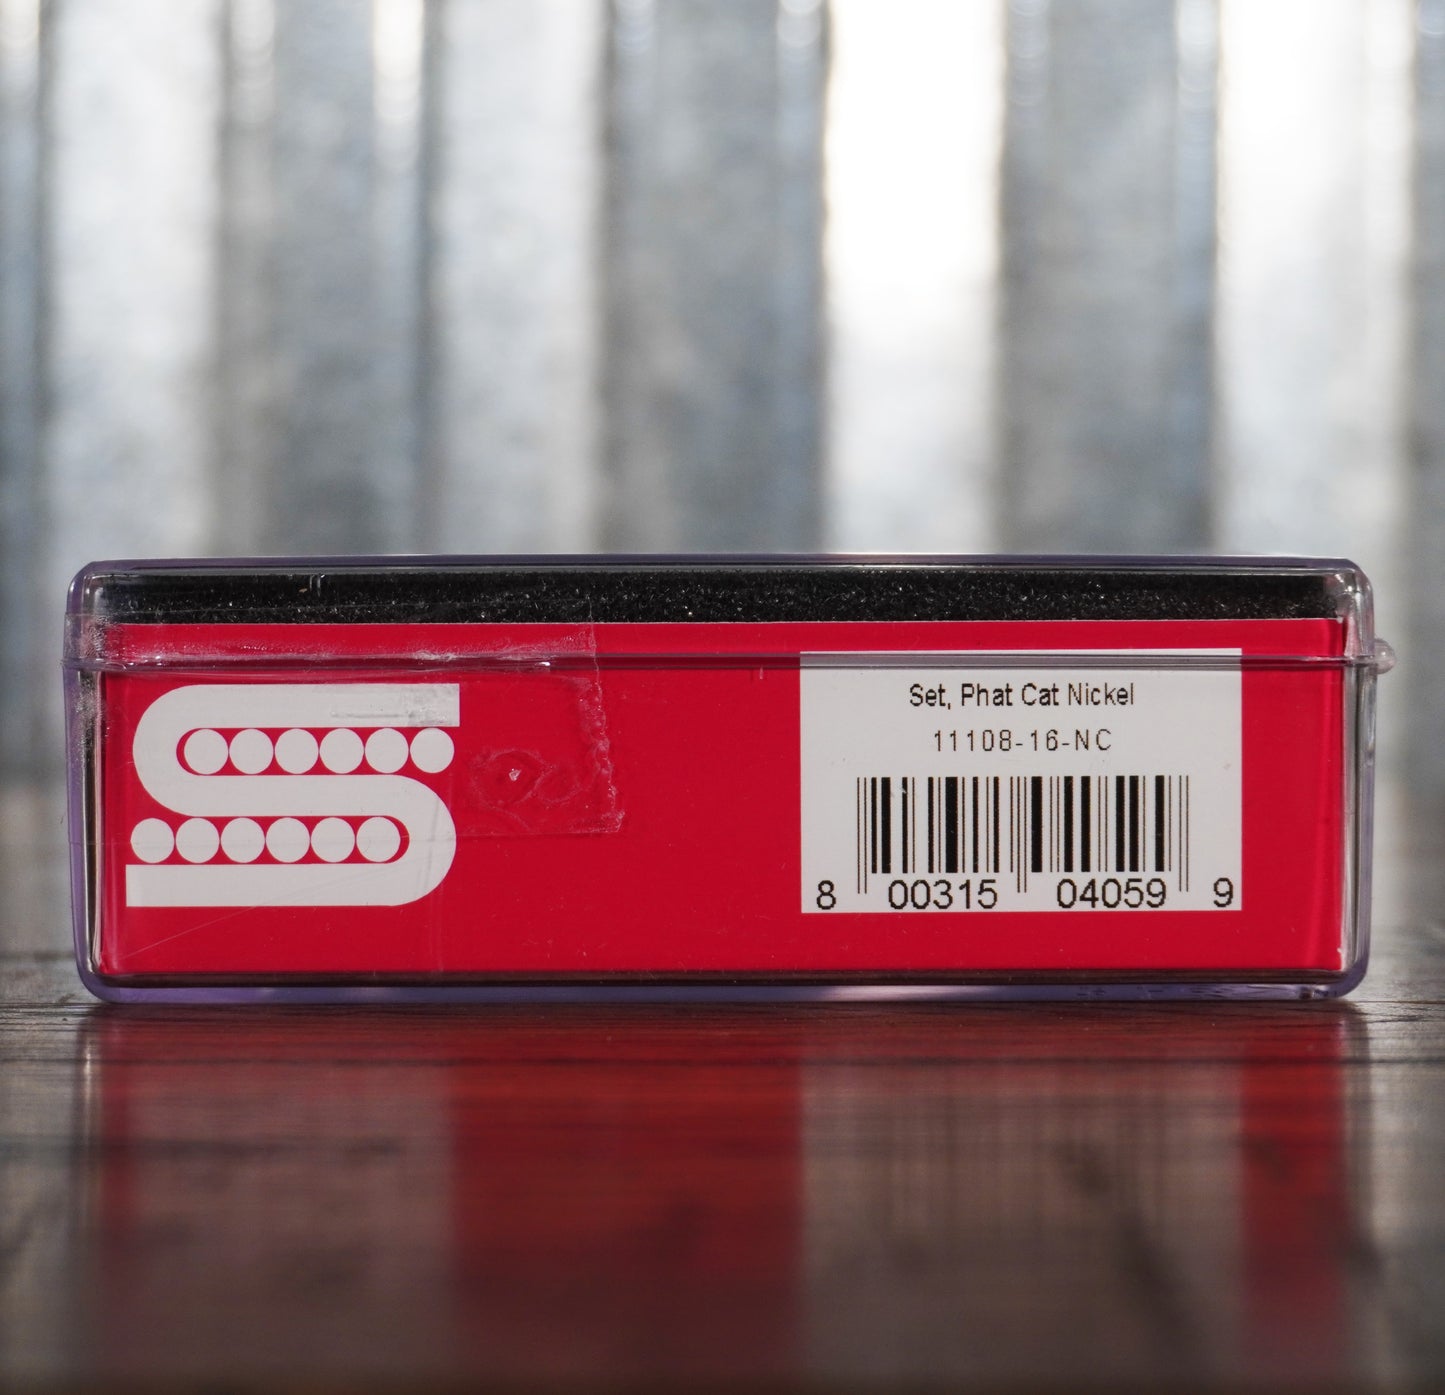 S
Set, Phat Cat Nickel
11108-16-NC
8 00315 04059 9